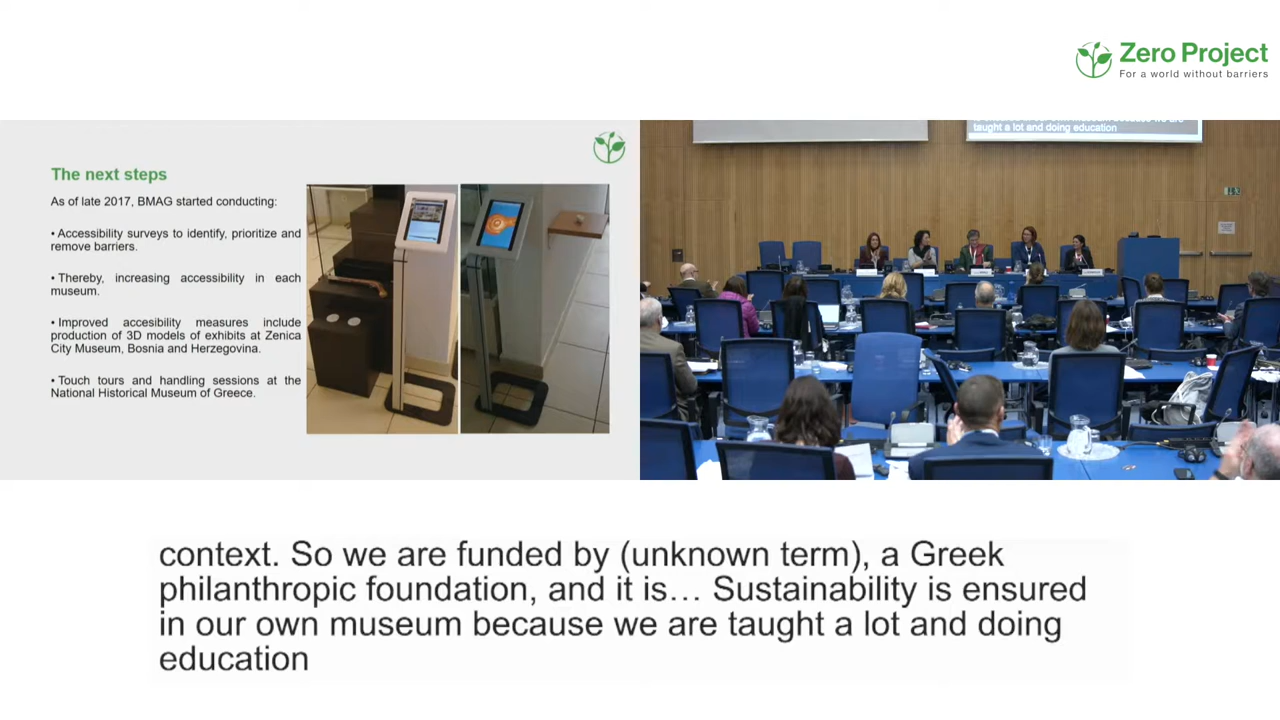 Zero Project
For a world without barriers
The next steps
As of late 2017, BMAG started conducting:
• Accessibility surveys to identify, prioritize and
remove barriers.
• Thereby, increasing accessibility in each
museum.
• Improved accesibility measures include
production of 3D models of exhibits at Zenica
City Museum, Bosnia and Herzegovina.
• Touch tours and handling sessions at the
National Historical Museum of Greece.
taught a lot and doing education
context. So we are funded by (unknown term), a Greek
philanthropic foundation, and it is… Sustainability is ensured
in our own museum because we are taught a lot and doing
education